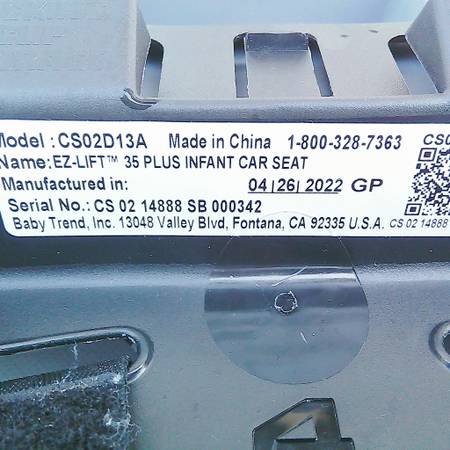 Model :CS02D13A Made in China 1-800-328-7363 CS0
Name:EZ-LIFT™ 35 PLUS INFANT CAR SEAT
Manufactured in: 04|26|2022 GP
Serial No.: CS 02 14888 SB 000342
Baby Trend, Inc. 13048 Valley Blvd, Fontana, CA 92335 U.S.A. CS 02 14888
4